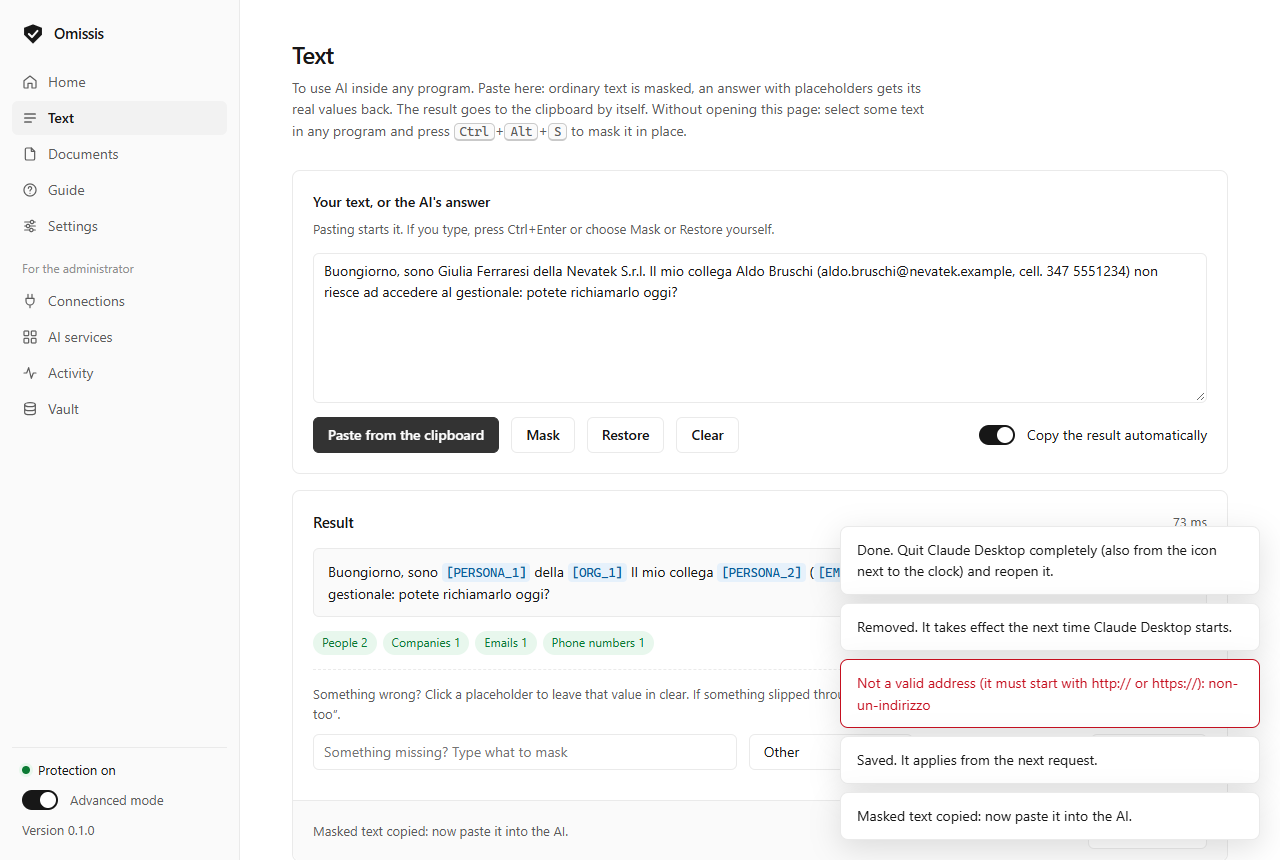 Omissis
Home
Text
Documents
Guide
Settings
For the administrator
Connections
AI services
Activity
Vault
Protection on
Advanced mode
Version 0.1.0
Text
To use AI inside any program. Paste here: ordinary text is masked, an answer with placeholders gets its
real values back. The result goes to the clipboard by itself. Without opening this page: select some text
in any program and press Ctrl+Alt+S to mask it in place.
Your text, or the AI's answer
Pasting starts it. If you type, press Ctrl+Enter or choose Mask or Restore yourself.
Buongiorno, sono Giulia Ferraresi della Nevatek S.r.l. Il mio collega Aldo Bruschi (aldo.bruschi@nevatek.example, cell. 347 5551234) non
riesce ad accedere al gestionale: potete richiamarlo oggi?
Paste from the clipboard
Mask
Restore
Clear
Copy the result automatically
Result
73 ms
Buongiorno, sono [PERSONA_1] della [ORG_1] Il mio collega [PERSONA_2] ( [EM
gestionale: potete richiamarlo oggi?
People 2
Companies 1
Emails 1
Phone numbers 1
Something wrong? Click a placeholder to leave that value in clear. If something slipped
too”.
Something missing? Type what to mask
Other
Masked text copied: now paste it into the AI.
Done. Quit Claude Desktop completely (also from the icon
next to the clock) and reopen it.
Removed. It takes effect the next time Claude Desktop starts.
Not a valid address (it must start with http:// or https://): non-
un-indirizzo
Saved. It applies from the next request.
Masked text copied: now paste it into the AI.